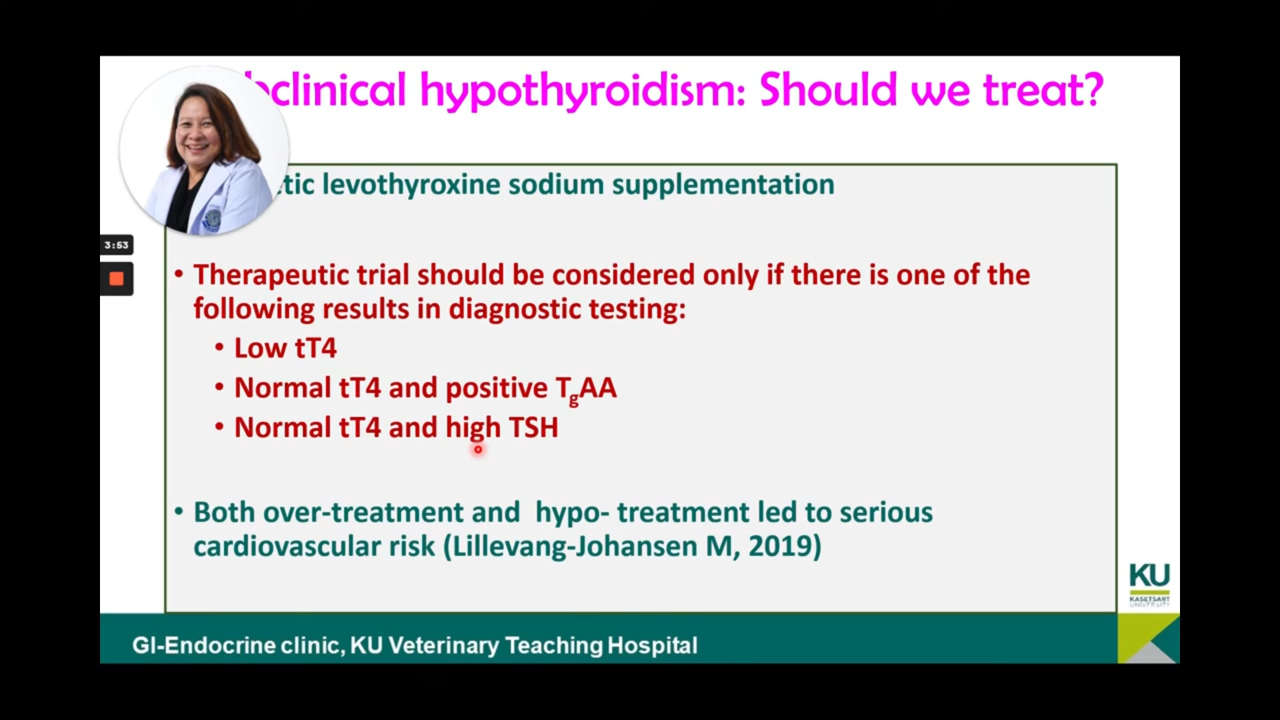 clinical hypothyroidism: Should we treat?
levothyroxine sodium supplementation
3:53
• Therapeutic trial should be considered only if there is one of the
following results in diagnostic testing:
• Low tT4
• Normal tT4 and positive TgAA
• Normal tT4 and high TSH
• Both over-treatment and hypo- treatment led to serious
cardiovascular risk (Lillevang-Johansen M, 2019)
KU
KASETSART
UNIVERSITY
GI-Endocrine clinic, KU Veterinary Teaching Hospital